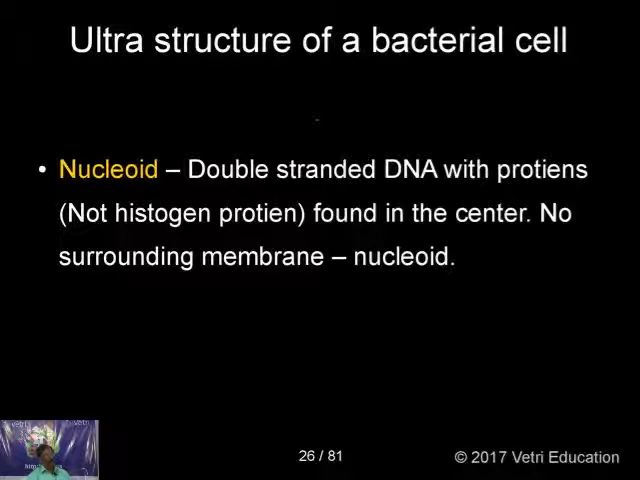 Ultra structure of a bacterial cell
• Nucleoid – Double stranded DNA with protiens
(Not histogen protien) found in the center. No
surrounding membrane – nucleoid.
26 / 81
© 2017 Vetri Education